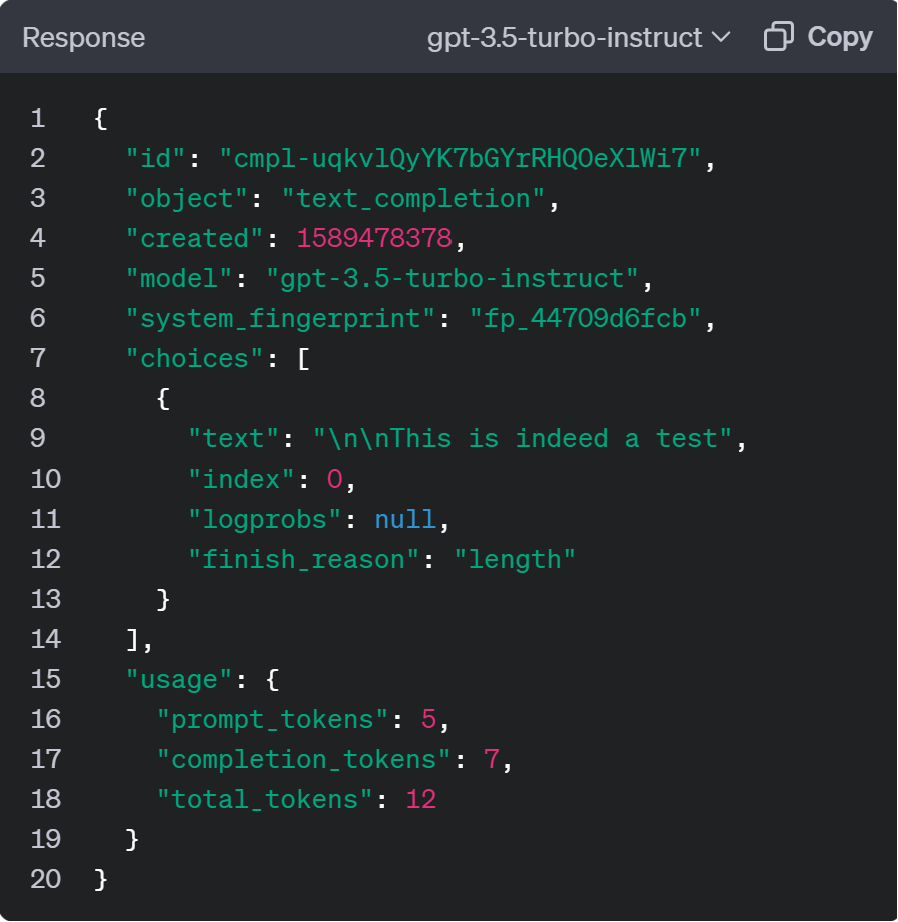 Response gpt-3.5-turbo-instruct Copy
1 {
2 "id": "cmpl-uqkvlQyYK7bGYrRHQOeXlWi7",
3 "object": "text_completion",
4 "created": 1589478378,
5 "model": "gpt-3.5-turbo-instruct",
6 "system_fingerprint": "fp_44709d6fcb",
7 "choices": [
8 {
9 "text": "\n\nThis is indeed a test",
10 "index": 0,
11 "logprobs": null,
12 "finish_reason": "length"
13 }
14 ],
15 "usage": {
16 "prompt_tokens": 5,
17 "completion_tokens": 7,
18 "total_tokens": 12
19 }
20 }